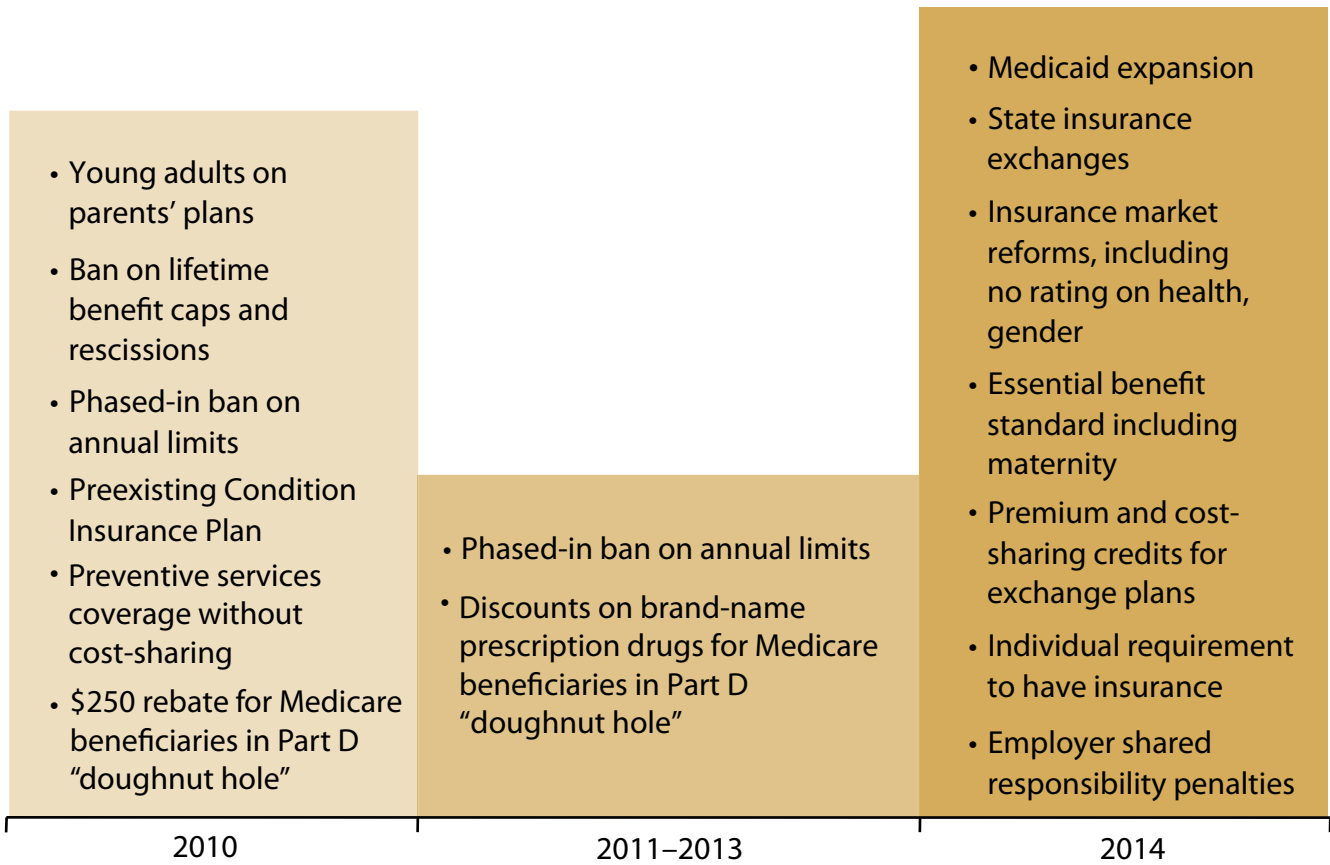 • Young adults on
parents’ plans
• Ban on lifetime
benefit caps and
rescissions
• Phased-in ban on
annual limits
• Preexisting Condition
Insurance Plan
• Preventive services
coverage without
cost-sharing
• $250 rebate for Medicare
beneficiaries in Part D
“doughnut hole”
2010
• Phased-in ban on annual limits
• Discounts on brand-name
prescription drugs for Medicare
beneficiaries in Part D
“doughnut hole”
2011–2013
• Medicaid expansion
• State insurance
exchanges
• Insurance market
reforms, including
no rating on health,
gender
• Essential benefit
standard including
maternity
• Premium and cost-
sharing credits for
exchange plans
• Individual requirement
to have insurance
• Employer shared
responsibility penalties
2014